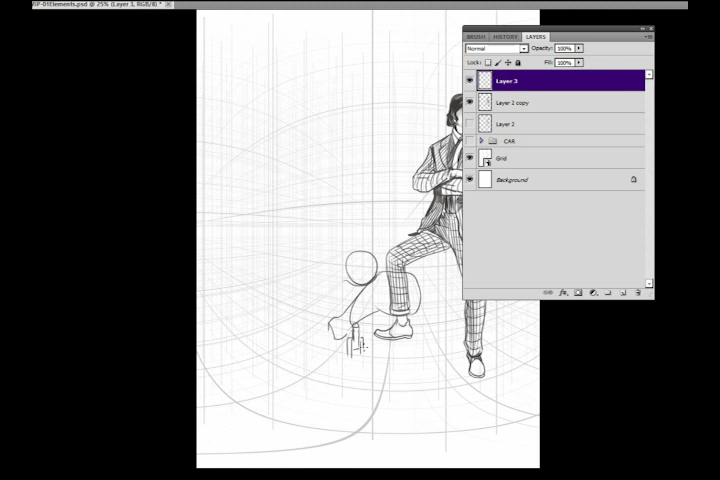 IP-01Elements.psd @ 25% (Layer 3, RGB/8) *
BRUSH HISTORY LAYERS
Normal Opacity: 100%
Lock: Fill: 100%
Layer 3
Layer 2 copy
Layer 2
CAR
Grid
Background